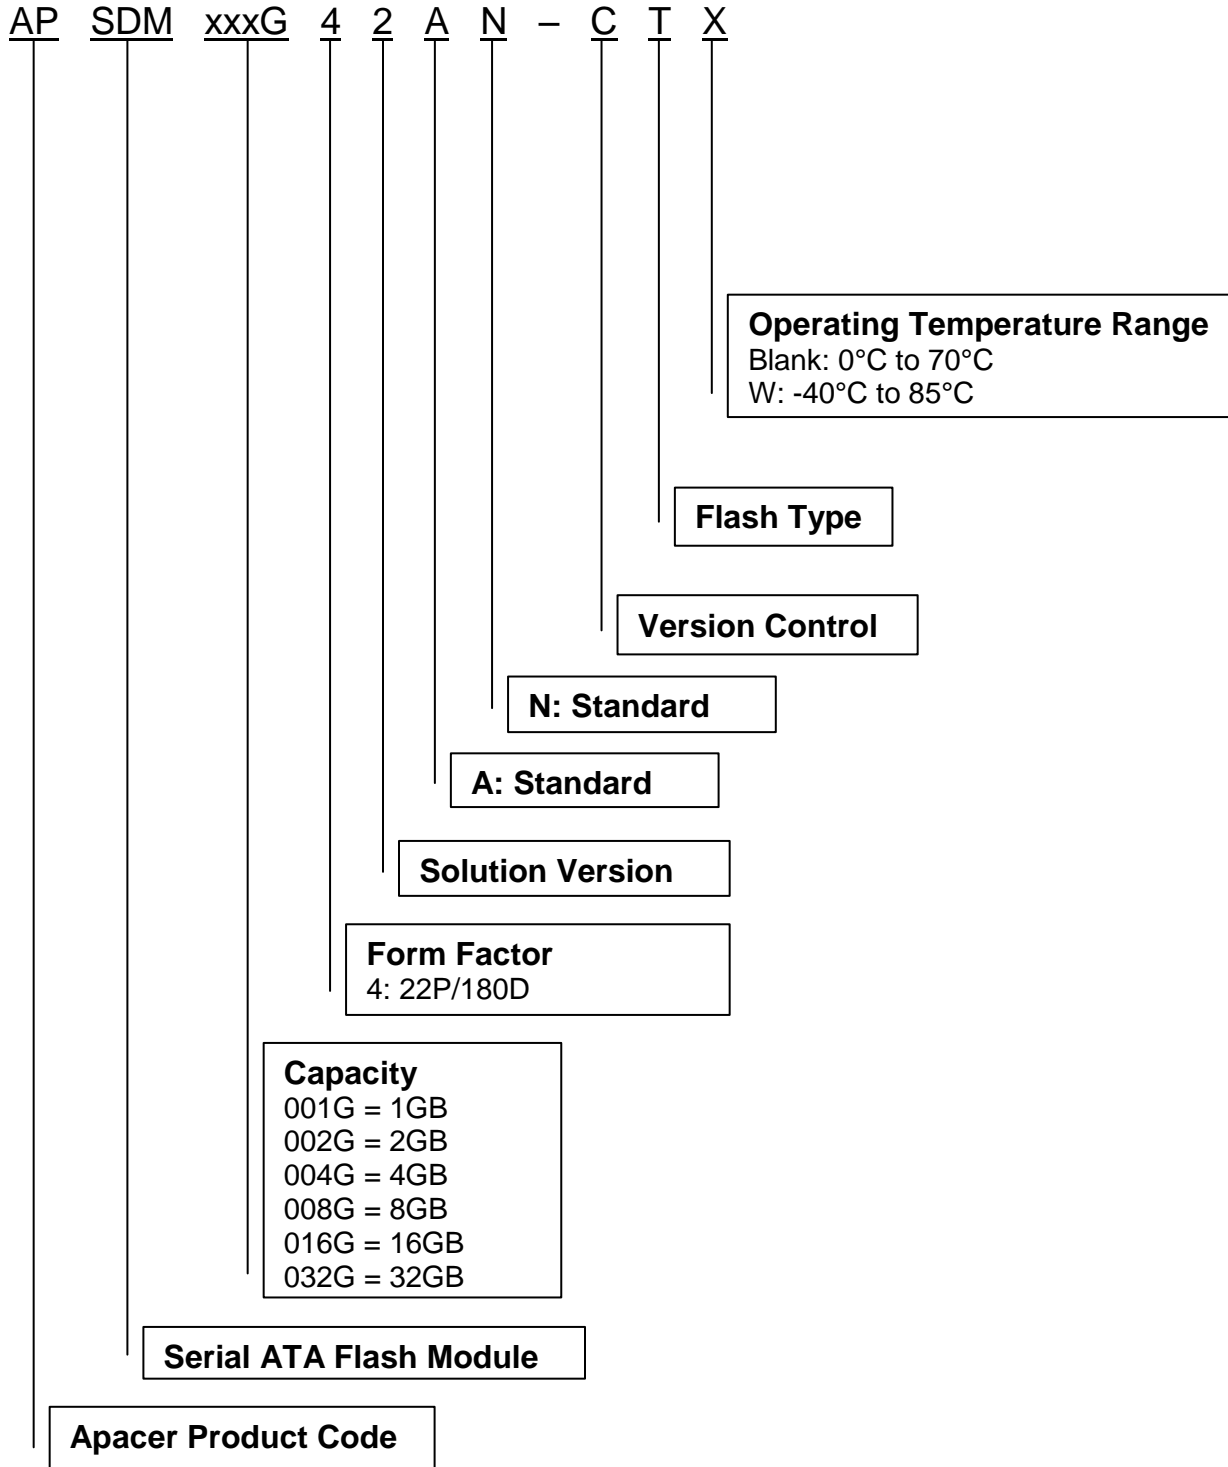 AP SDM xxxG 4 2 A N – C T X
Operating Temperature Range
Blank: 0°C to 70°C
W: -40°C to 85°C
Flash Type
Version Control
N: Standard
A: Standard
Solution Version
Form Factor
4: 22P/180D
Capacity
001G = 1GB
002G = 2GB
004G = 4GB
008G = 8GB
016G = 16GB
032G = 32GB
Serial ATA Flash Module
Apacer Product Code